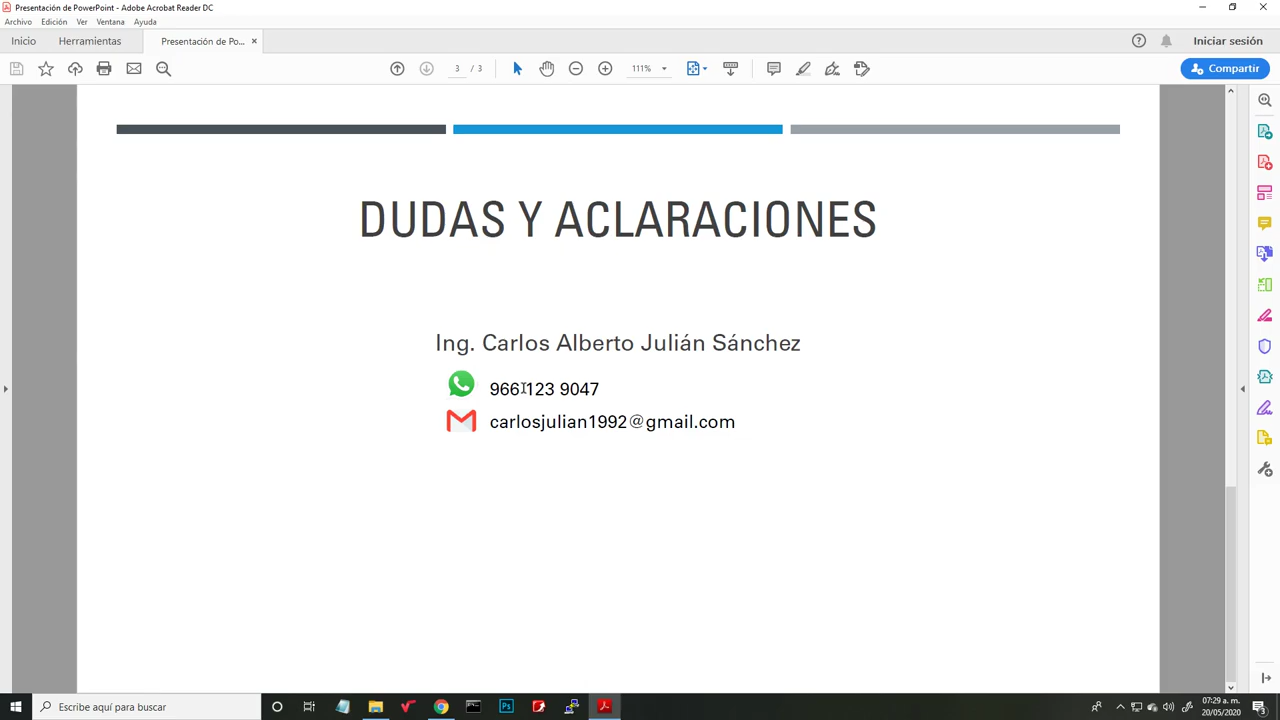 Presentación de PowerPoint - Adobe Acrobat Reader DC
Archivo Edición Ver Ventana Ayuda
Inicio Herramientas Presentación de Po... × Iniciar sesión
3 / 3 111% Compartir
DUDAS Y ACLARACIONES
Ing. Carlos Alberto Julián Sánchez
966 123 9047
carlosjulian1992@gmail.com
Escribe aquí para buscar
07:29 a. m.
20/05/2020
3